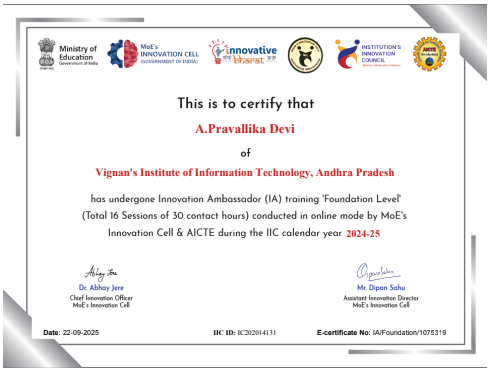 Ministry of
Education
Government of India
MoE's
INNOVATION CELL
(GOVERNMENT OF INDIA)
innovative
bharat
INSTITUTION'S
INNOVATION
COUNCIL
AICTE
This is to certify that
A.Pravallika Devi
of
Vignan's Institute of Information Technology, Andhra Pradesh
has undergone Innovation Ambassador (IA) training 'Foundation Level'
(Total 16 Sessions of 30 contact hours) conducted in online mode by MoE's
Innovation Cell & AICTE during the IIC calendar year 2024-25
Dr. Abhay Jere
Chief Innovation Officer
MoE's Innovation Cell
Mr. Dipan Sahu
Assistant Innovation Director
MoE's Innovation Cell
Date: 22-09-2025
IIC ID: IC202014131
E-certificate No: IA/Foundation/1075319